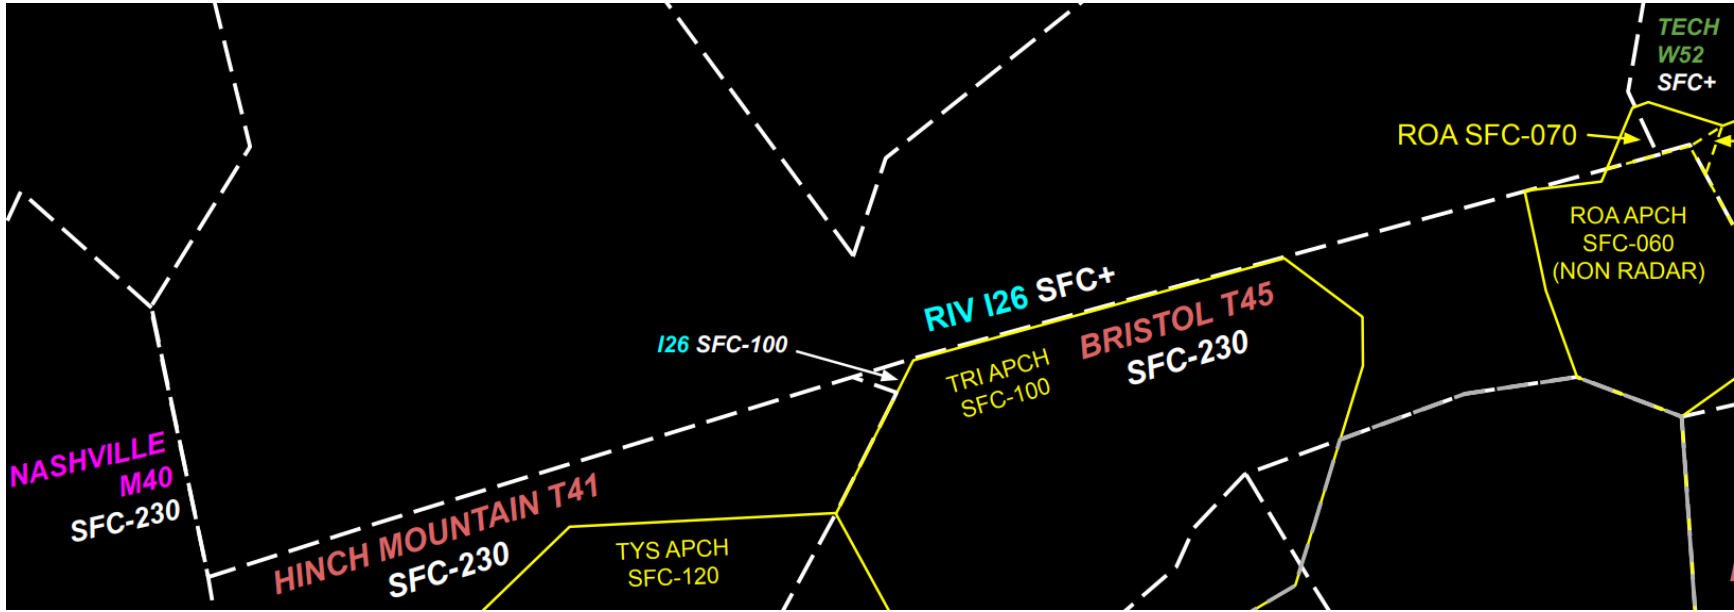 TECH
W52
SFC+
ROA SFC-070
ROA APCH
SFC-060
(NON RADAR)
RIV I26 SFC+
I26 SFC-100
BRISTOL T45
SFC-230
TRI APCH
SFC-100
NASHVILLE
M40
SFC-230
HINCH MOUNTAIN T41
SFC-230
TYS APCH
SFC-120